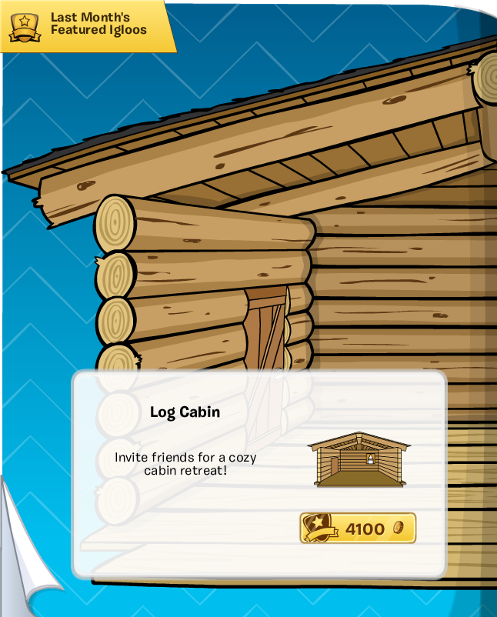 Last Month's
Featured Igloos
Log Cabin
Invite friends for a cozy
cabin retreat!
4100